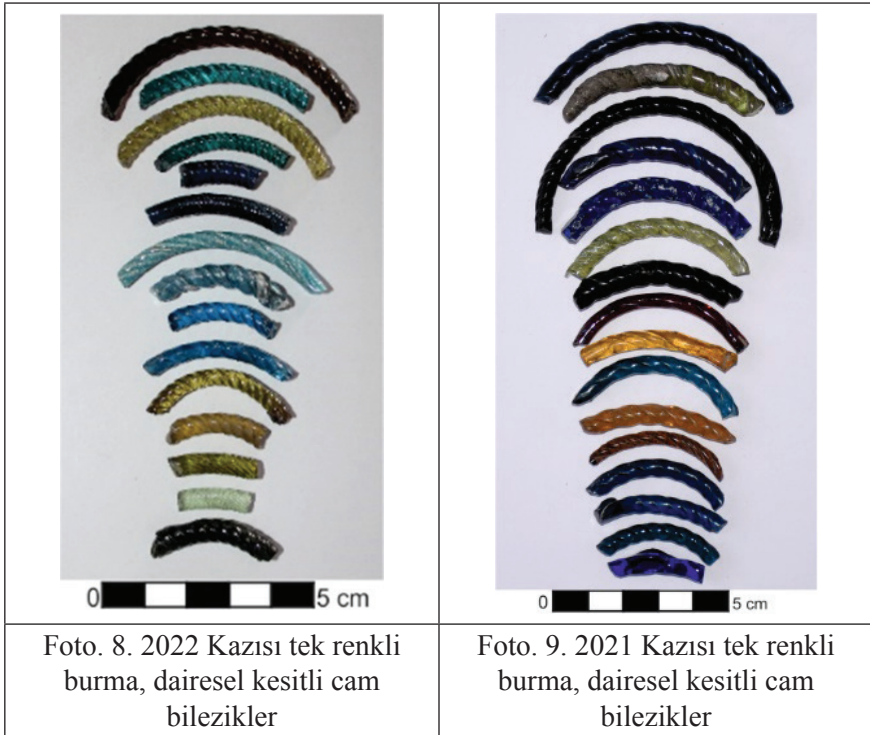 0 5 cm
0 5 cm
Foto. 8. 2022 Kazısı tek renkli
burma, dairesel kesitli cam
bilezikler
Foto. 9. 2021 Kazısı tek renkli
burma, dairesel kesitli cam
bilezikler